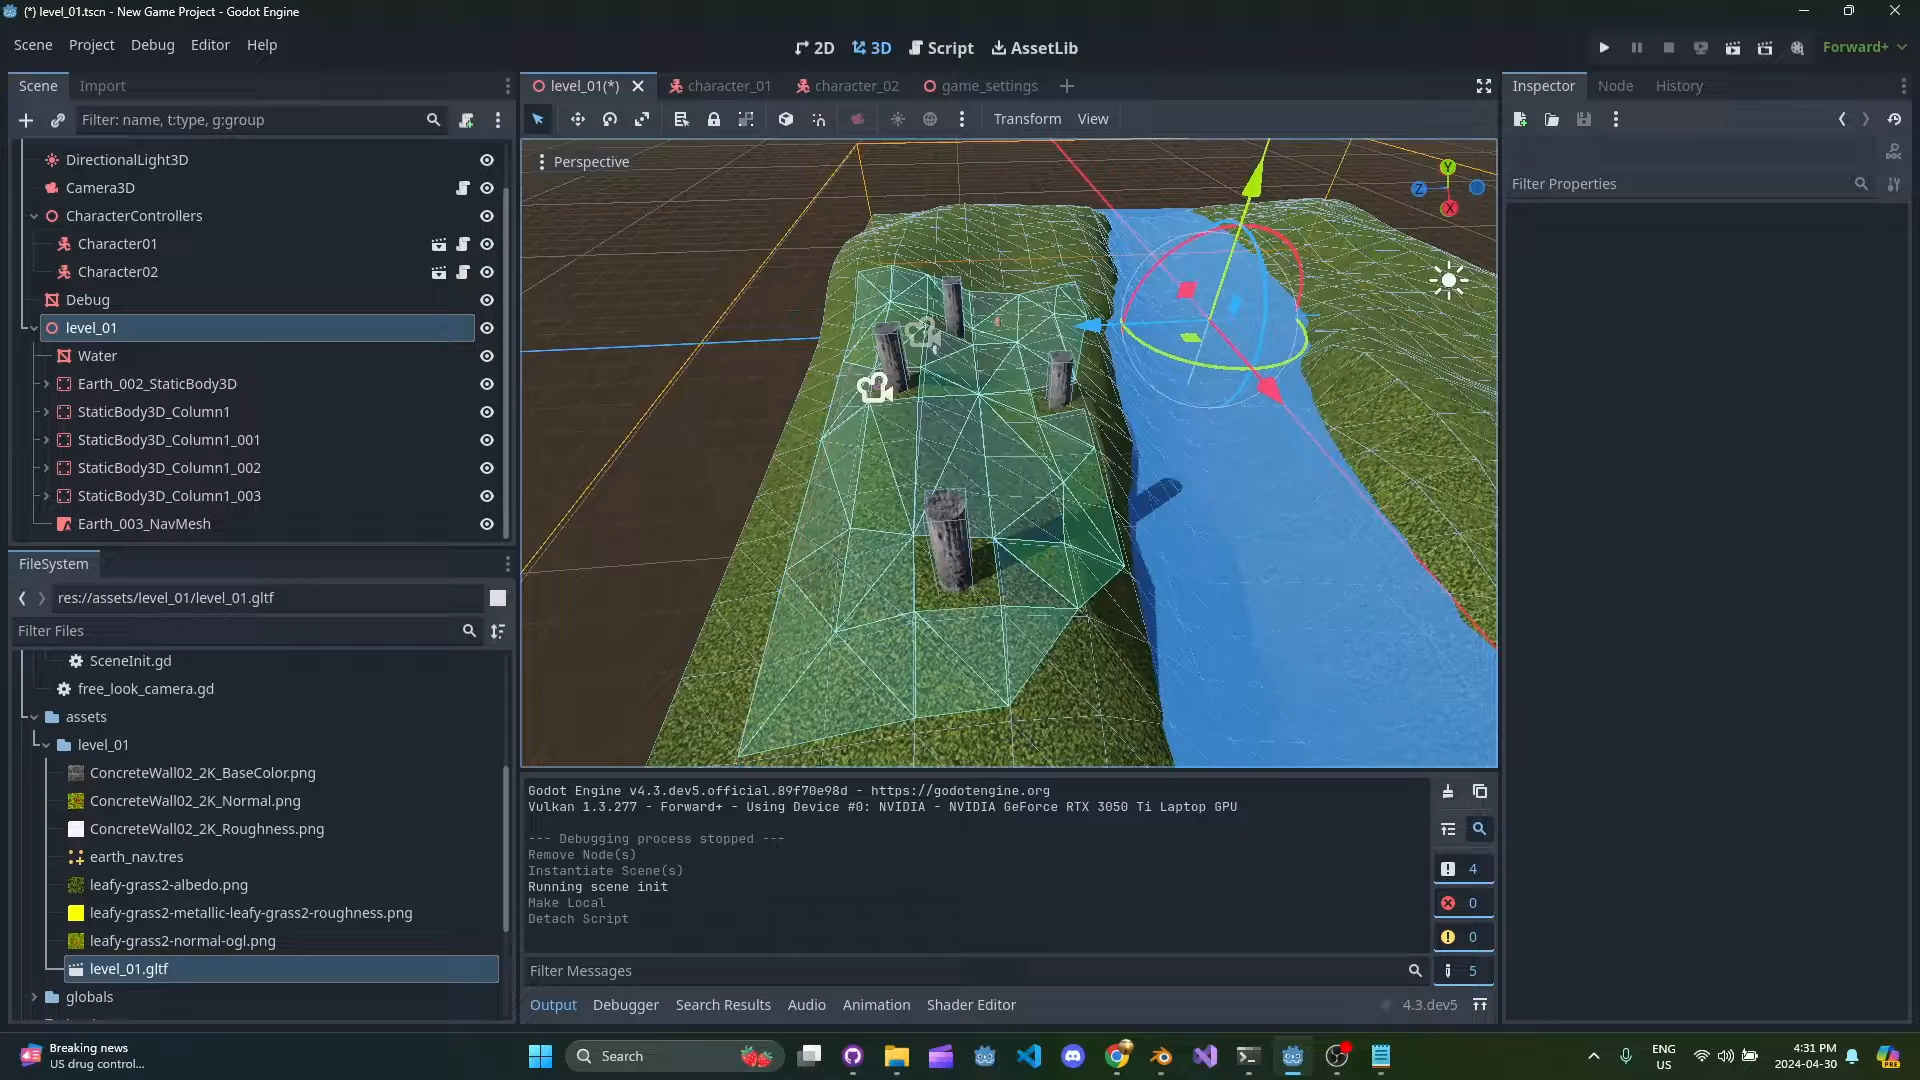 (*) level_01.tscn - New Game Project - Godot Engine
Scene Project Debug Editor Help
2D 3D Script AssetLib
Forward+
Scene Import
level_01(*) character_01 character_02 game_settings
Inspector Node History
Filter: name, t:type, g:group
Transform View
Perspective
Filter Properties
DirectionalLight3D
Camera3D
CharacterControllers
Character01
Character02
Debug
level_01
Water
Earth_002_StaticBody3D
StaticBody3D_Column1
StaticBody3D_Column1_001
StaticBody3D_Column1_002
StaticBody3D_Column1_003
Earth_003_NavMesh
Y
Z
X
DOC
FileSystem
res://assets/level_01/level_01.gltf
Filter Files
SceneInit.gd
free_look_camera.gd
assets
level_01
ConcreteWall02_2K_BaseColor.png
ConcreteWall02_2K_Normal.png
ConcreteWall02_2K_Roughness.png
earth_nav.tres
leafy-grass2-albedo.png
leafy-grass2-metallic-leafy-grass2-roughness.png
leafy-grass2-normal-ogl.png
level_01.gltf
globals
Godot Engine v4.3.dev5.official.89f70e98d - https://godotengine.org
Vulkan 1.3.277 - Forward+ - Using Device #0: NVIDIA - NVIDIA GeForce RTX 3050 Ti Laptop GPU
--- Debugging process stopped ---
Remove Node(s)
Instantiate Scene(s)
Running scene init
Make Local
Detach Script
4
0
0
5
Filter Messages
Output Debugger Search Results Audio Animation Shader Editor
4.3.dev5
Breaking news
US drug control...
Search
ENG
US
4:31 PM
2024-04-30
PRE